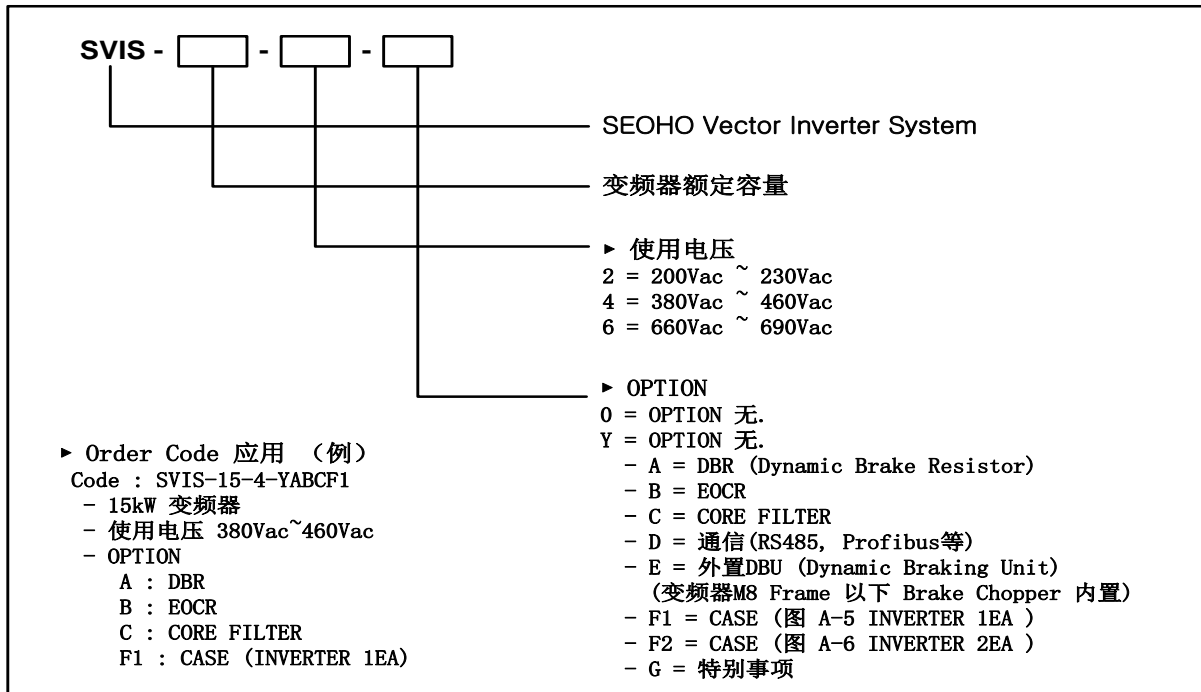 SVIS - - -
SEOHO Vector Inverter System
变频器额定容量
► 使用电压
2 = 200Vac ~ 230Vac
4 = 380Vac ~ 460Vac
6 = 660Vac ~ 690Vac
► OPTION
0 = OPTION 无.
Y = OPTION 无.
- A = DBR (Dynamic Brake Resistor)
- B = EOCR
- C = CORE FILTER
- D = 通信(RS485, Profibus等)
- E = 外置DBU (Dynamic Braking Unit)
(变频器M8 Frame 以下 Brake Chopper 内置)
- F1 = CASE (图 A-5 INVERTER 1EA )
- F2 = CASE (图 A-6 INVERTER 2EA )
- G = 特别事项
► Order Code 应用 （例）
Code : SVIS-15-4-YABCF1
- 15kW 变频器
- 使用电压 380Vac~460Vac
- OPTION
A : DBR
B : EOCR
C : CORE FILTER
F1 : CASE (INVERTER 1EA)